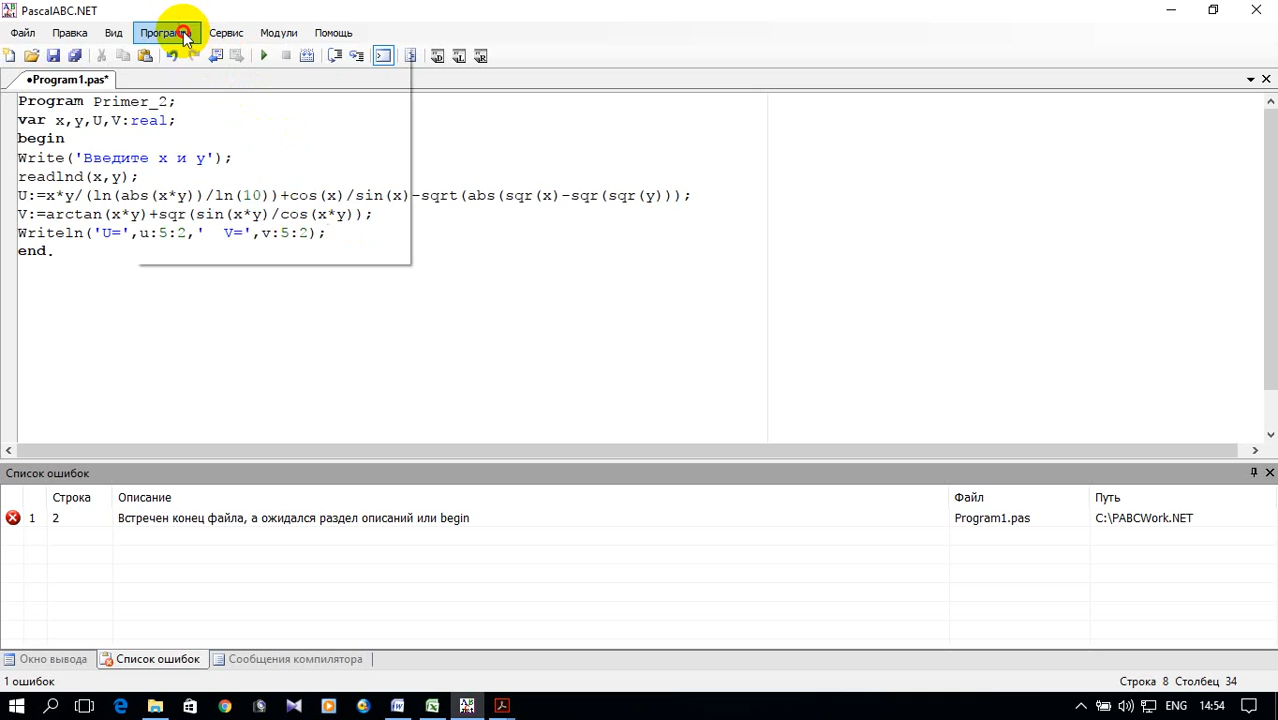 PascalABC.NET
Файл Правка Вид Программа Сервис Модули Помощь
•Program1.pas*
Program Primer_2;
var x,y,U,V:real;
begin
Write('Введите x и y');
readlnd(x,y);
U:=x*y/(ln(abs(x*y))/ln(10))+cos(x)/sin(x)-sqrt(abs(sqr(x)-sqr(sqr(y)));
V:=arctan(x*y)+sqr(sin(x*y)/cos(x*y));
Writeln('U=',u:5:2,'  V=',v:5:2);
end.
Список ошибок
Строка Описание Файл Путь
1 2 Встречен конец файла, а ожидался раздел описаний или begin Program1.pas C:\PABCWork.NET
Окно вывода Список ошибок Сообщения компилятора
1 ошибок Строка 8 Столбец 34
ENG 14:54